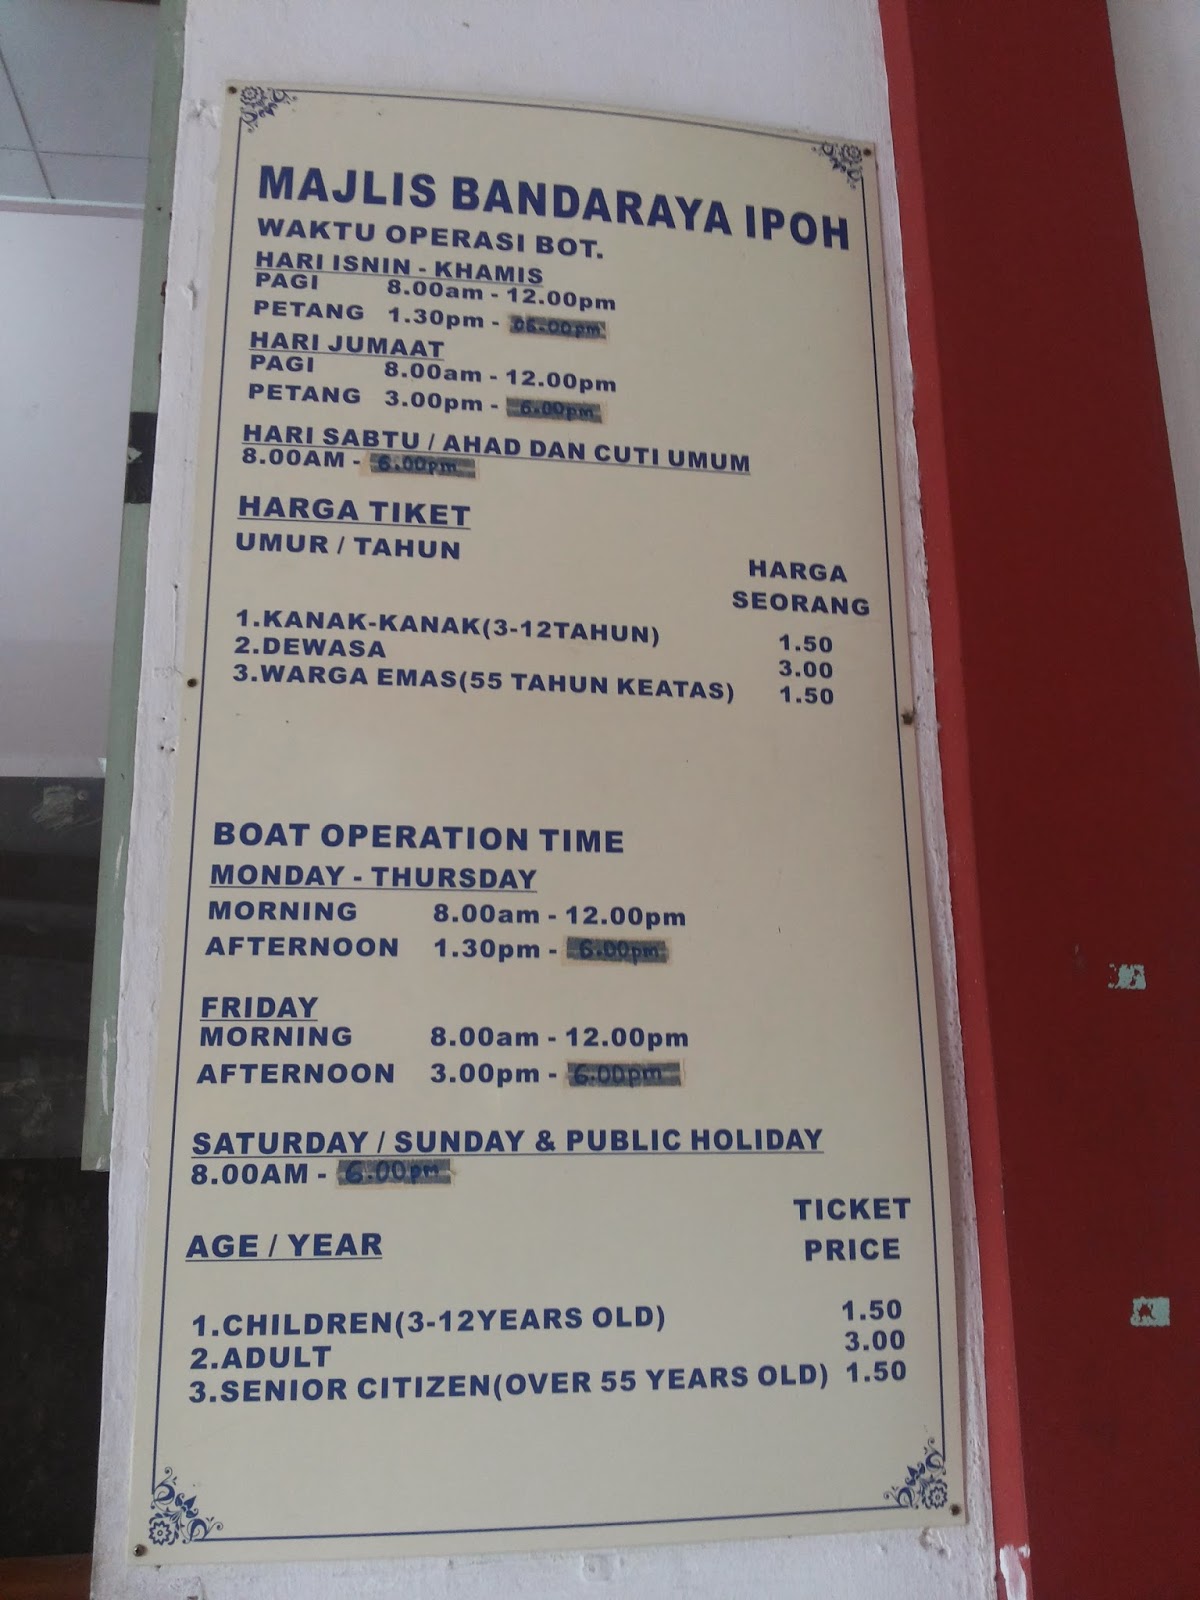 MAJLIS BANDARAYA IPOH
WAKTU OPERASI BOT.
HARI ISNIN - KHAMIS
PAGI 8.00am - 12.00pm
PETANG 1.30pm - 06.00pm
HARI JUMAAT
PAGI 8.00am - 12.00pm
PETANG 3.00pm - 6.00pm
HARI SABTU / AHAD DAN CUTI UMUM
8.00AM - 6.00pm
HARGA TIKET
UMUR / TAHUN
HARGA
SEORANG
1.KANAK-KANAK(3-12TAHUN) 1.50
2.DEWASA 3.00
3.WARGA EMAS(55 TAHUN KEATAS) 1.50
BOAT OPERATION TIME
MONDAY - THURSDAY
MORNING 8.00am - 12.00pm
AFTERNOON 1.30pm - 6.00pm
FRIDAY
MORNING 8.00am - 12.00pm
AFTERNOON 3.00pm - 6.00pm
SATURDAY / SUNDAY & PUBLIC HOLIDAY
8.00AM - 6.00pm
TICKET
AGE / YEAR PRICE
1.CHILDREN(3-12YEARS OLD) 1.50
2.ADULT 3.00
3.SENIOR CITIZEN(OVER 55 YEARS OLD) 1.50